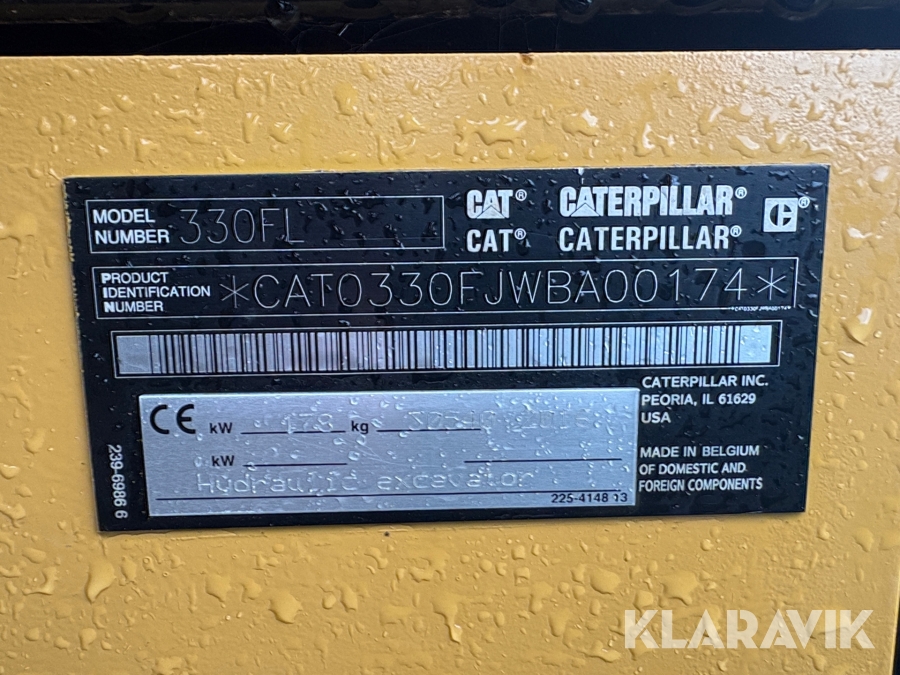 MODEL NUMBER 330FL
CAT® CATERPILLAR® C®
CAT® CATERPILLAR®
PRODUCT IDENTIFICATION NUMBER *CAT0330FJWBA00174*
*CAT0330FJWBA00174*
CATERPILLAR INC.
PEORIA, IL 61629
USA
CE kW 178 kg
kW
Hydraulic excavator
225-4148 13
MADE IN BELGIUM
OF DOMESTIC AND
FOREIGN COMPONENTS
239-6986 6
KLARAVIK